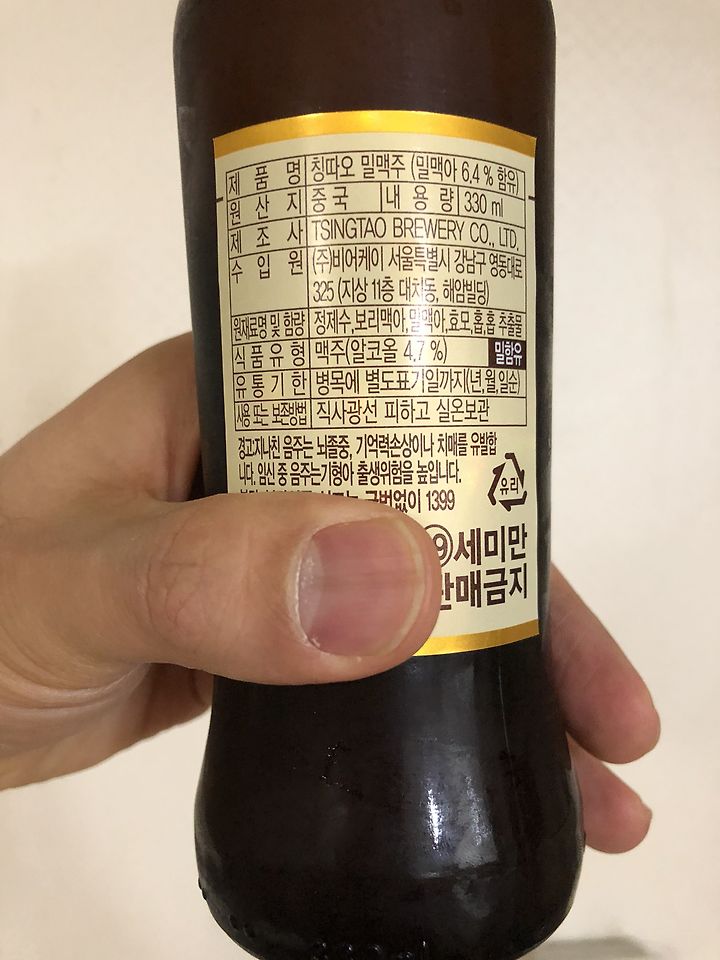 제 품 명 칭따오 밀맥주 (밀맥아 6.4 % 함유)
원 산 지 중국 내 용 량 330 ml
제 조 사 TSINGTAO BREWERY CO., LTD.
수 입 원 (주)비어케이 서울특별시 강남구 영동대로
325 (지상 11층 대치동, 해암빌딩)
원재료명 및 함량 정제수,보리맥아,밀맥아,효모,홉,홉 추출물
식 품 유 형 맥주(알코올 4.7 %) 밀함유
유 통 기 한 병목에 별도표기일까지(년,월,일순)
사용 또는 보존방법 직사광선 피하고 실온보관
경고:지나친 음주는 뇌졸중, 기억력손상이나 치매를 유발합
니다. 임신 중 음주는기형아 출생위험을 높입니다.
국번없이 1399
유리
세미만
판매금지